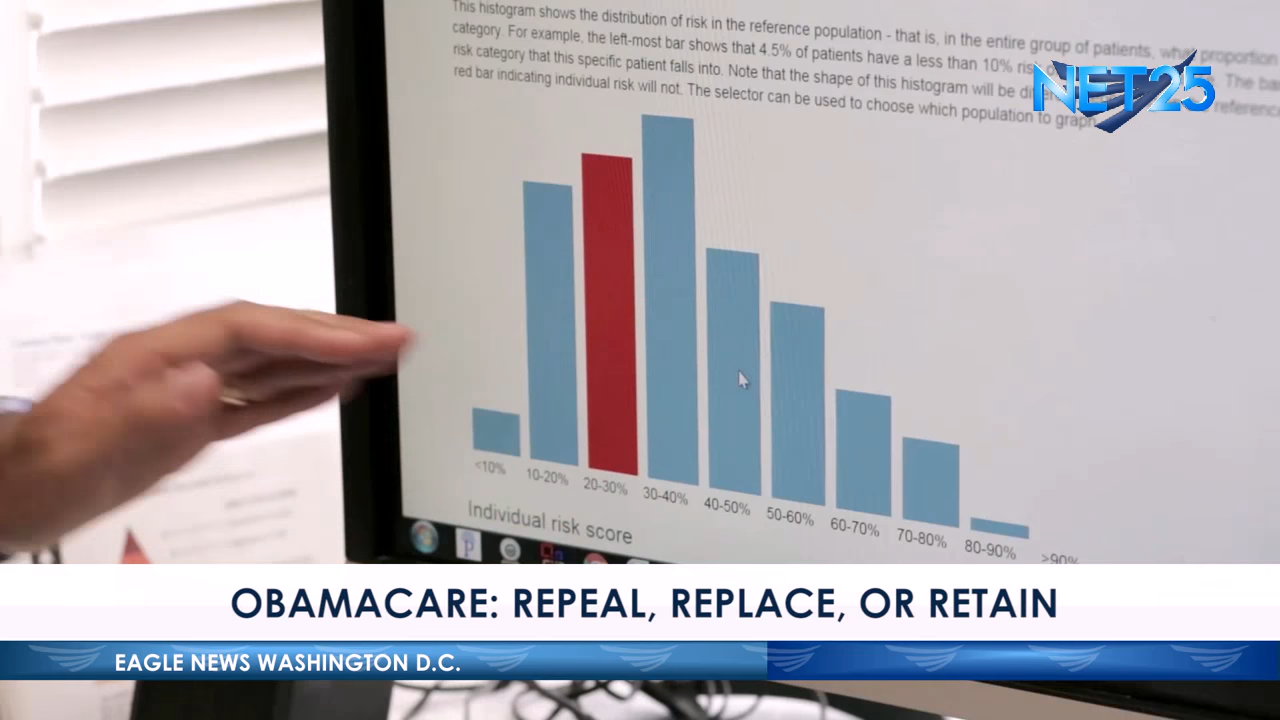 This histogram shows the distribution of risk in the reference population - that is, in the entire group of patients, what proportion
category. For example, the left-most bar shows that 4.5% of patients have a less than 10% risk The
risk category that this specific patient falls into. Note that the shape of this histogram will be
red bar indicating individual risk will not. The selector can be used to choose which population to graph
NET25
<10%
10-20%
20-30%
30-40%
40-50%
50-60%
60-70%
70-80%
80-90%
>90%
Individual risk score
OBAMACARE: REPEAL, REPLACE, OR RETAIN
EAGLE NEWS WASHINGTON D.C.